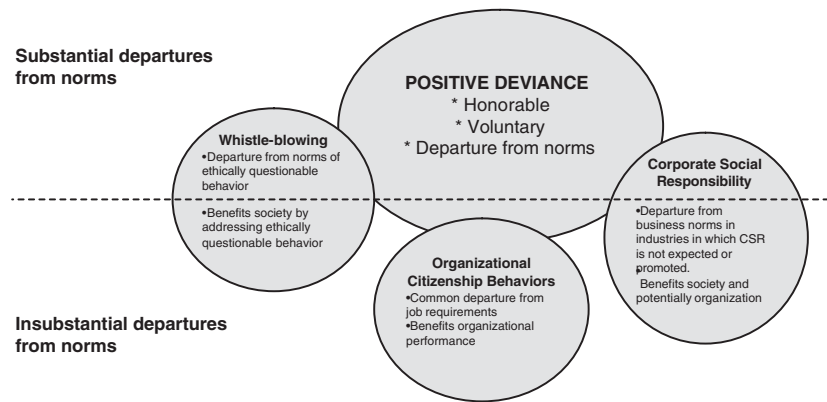 Substantial departures
from norms
POSITIVE DEVIANCE
* Honorable
* Voluntary
* Departure from norms
Whistle-blowing
•Departure from norms of
ethically questionable
behavior
•Benefits society by
addressing ethically
questionable behavior
Corporate Social
Responsibility
•Departure from
business norms in
industries in which CSR
is not expected or
promoted.
•
Benefits society and
potentially organization
Organizational
Citizenship Behaviors
•Common departure from
job requirements
•Benefits organizational
performance
Insubstantial departures
from norms